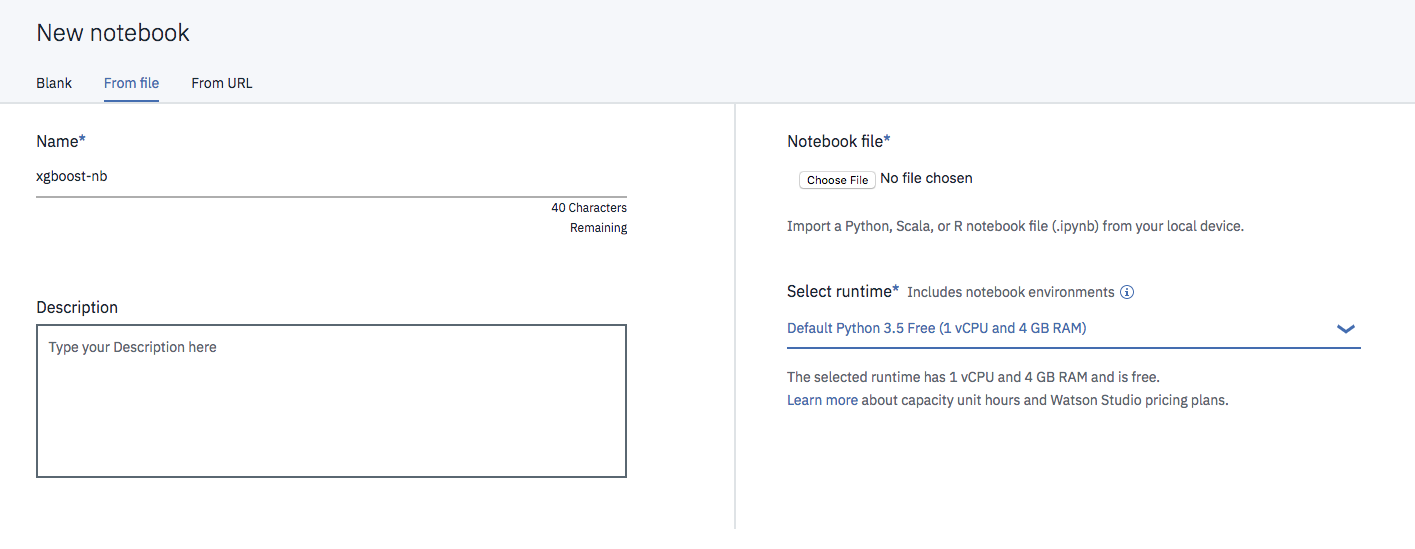 New notebook
Blank From file From URL
Name*
xgboost-nb
40 Characters
Remaining
Description
Type your Description here
Notebook file*
Choose File No file chosen
Import a Python, Scala, or R notebook file (.ipynb) from your local device.
Select runtime* Includes notebook environments
Default Python 3.5 Free (1 vCPU and 4 GB RAM)
The selected runtime has 1 vCPU and 4 GB RAM and is free.
Learn more about capacity unit hours and Watson Studio pricing plans.